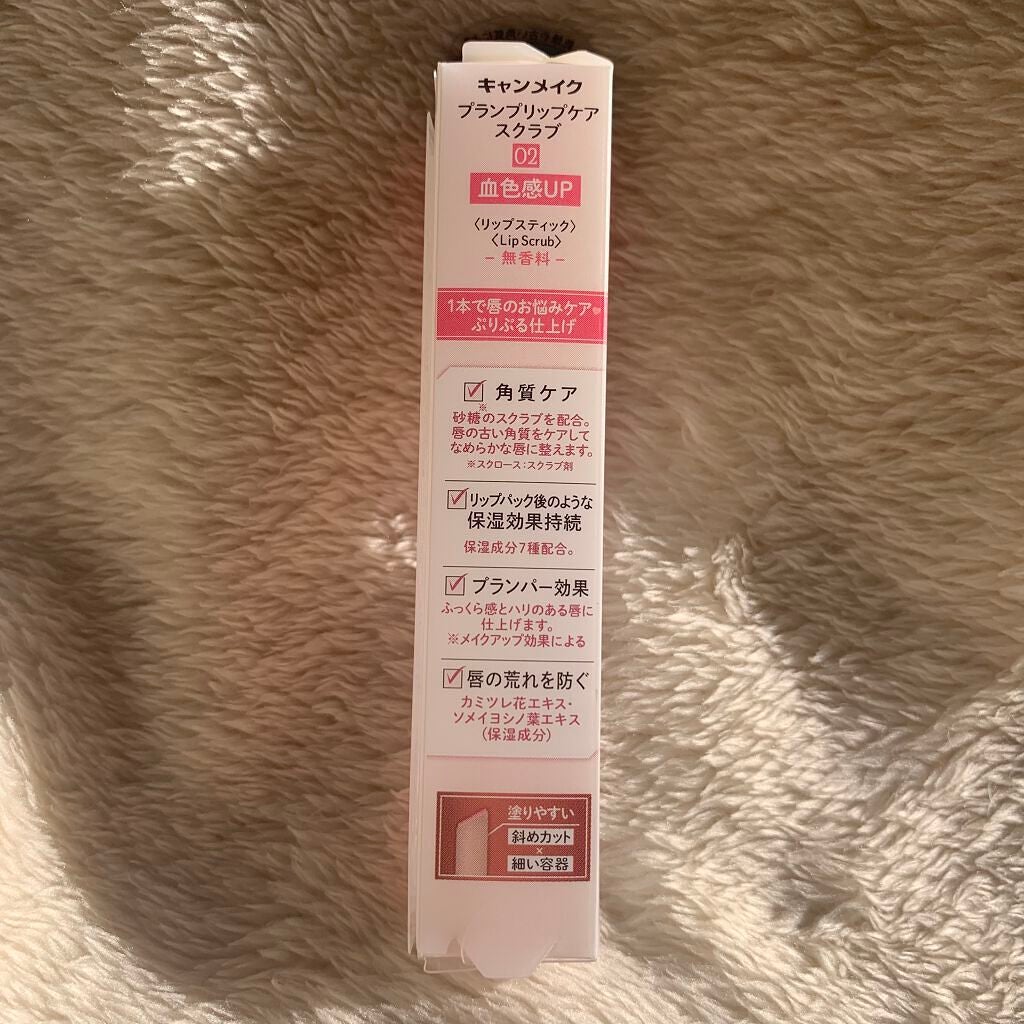 キャンメイク
プランプリップケア
スクラブ
02
血色感UP
〈リップスティック〉
〈Lip Scrub〉
– 無香料 –
1本で唇のお悩みケア♥
ぷりぷる仕上げ
角質ケア
※
砂糖のスクラブを配合。
唇の古い角質をケアして
なめらかな唇に整えます。
※スクロース：スクラブ剤
リップパック後のような
保湿効果持続
保湿成分7種配合。
プランパー効果
ふっくら感とハリのある唇に
仕上げます。
※メイクアップ効果による
唇の荒れを防ぐ
カミツレ花エキス・
ソメイヨシノ葉エキス
（保湿成分）
塗りやすい
斜めカット
×
細い容器